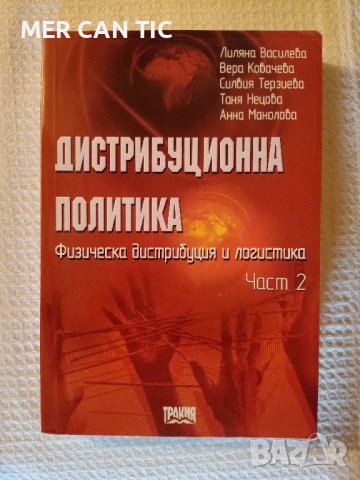 MER CAN TIC
Лиляна Василева
Вера Ковачева
Силвия Терзиева
Таня Нецова
Анна Манолова
ДИСТРИБУЦИОННА
ПОЛИТИКА
Физическа дистрибуция и логистика
Част 2
ТРАКИЯ
BAZAR